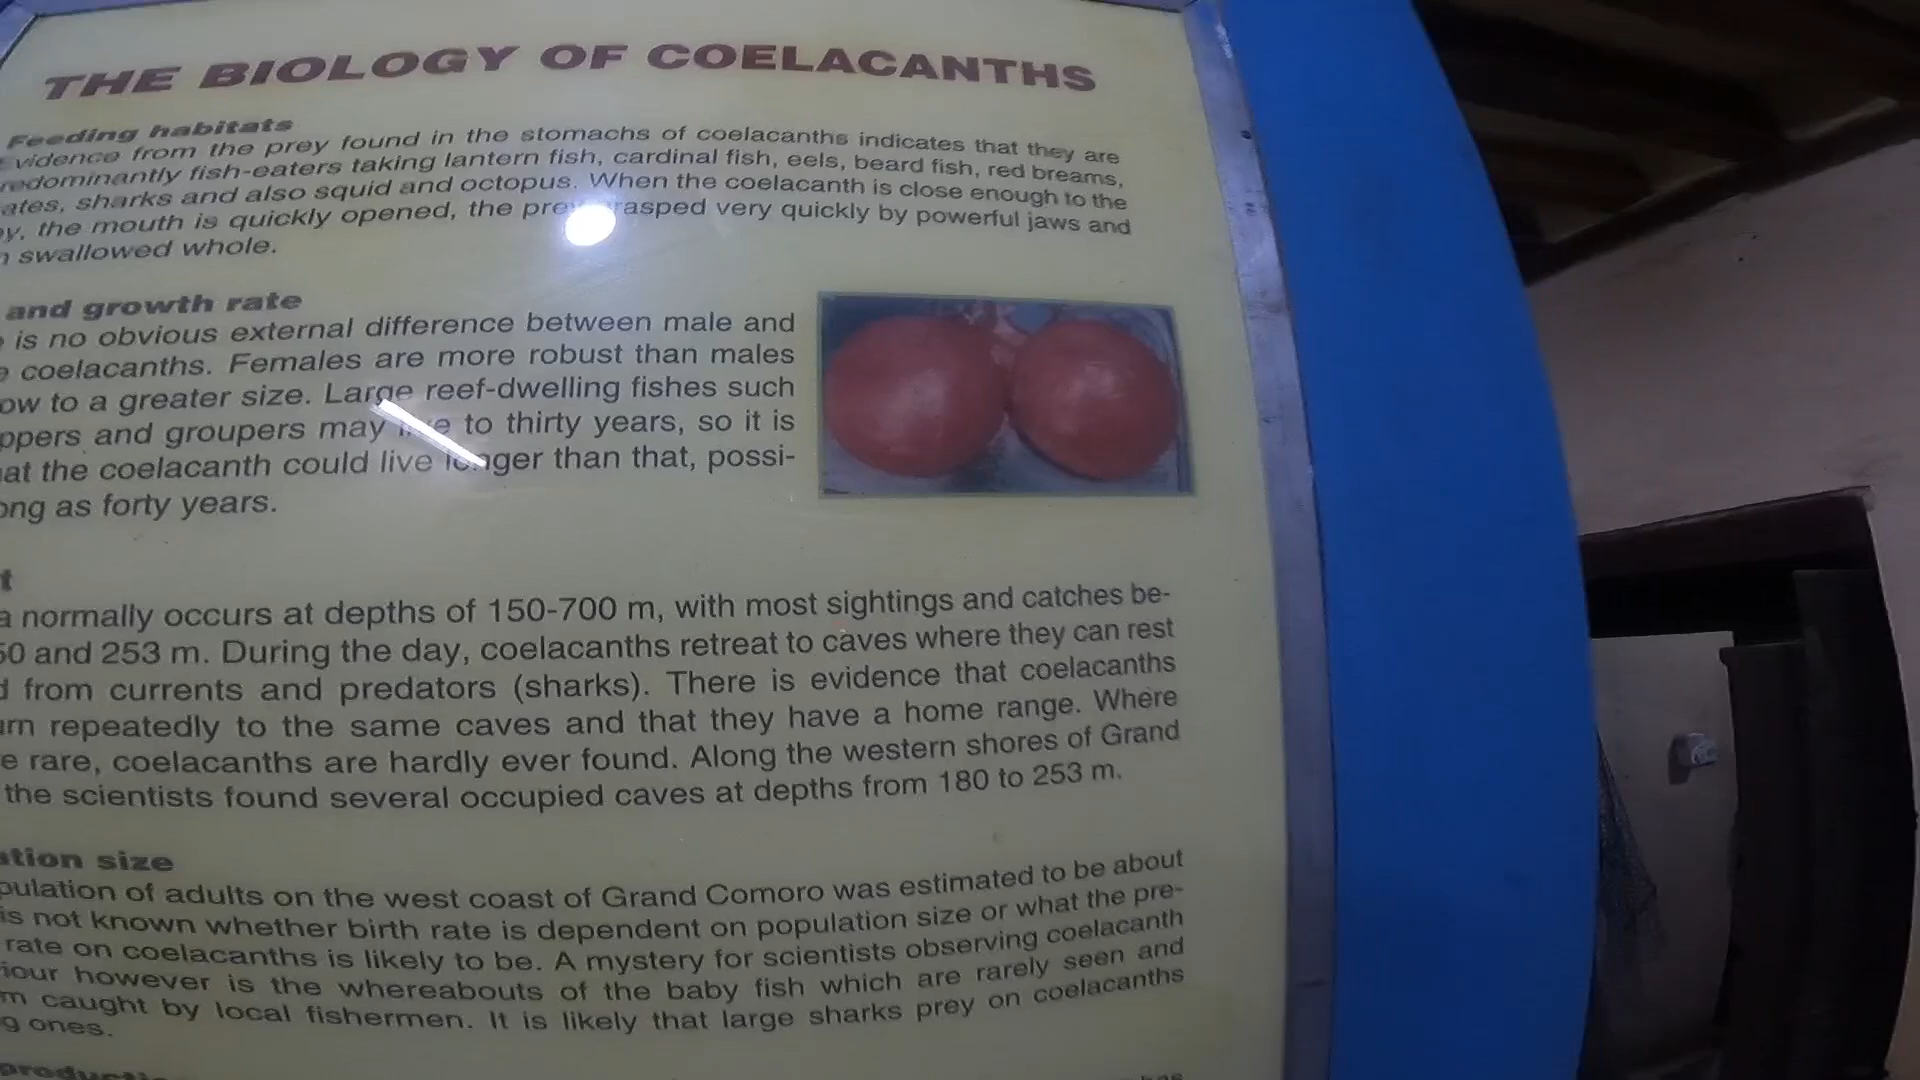 THE BIOLOGY OF COELACANTHS
Feeding habitats
Evidence from the prey found in the stomachs of coelacanths indicates that they are
redominantly fish-eaters taking lantern fish, cardinal fish, eels, beard fish, red breams,
ates, sharks and also squid and octopus. When the coelacanth is close enough to the
ey, the mouth is quickly opened, the prey rasped very quickly by powerful jaws and
n swallowed whole.
and growth rate
is no obvious external difference between male and
e coelacanths. Females are more robust than males
ow to a greater size. Large reef-dwelling fishes such
ppers and groupers may live to thirty years, so it is
at the coelacanth could live longer than that, possi-
ong as forty years.
t
a normally occurs at depths of 150-700 m, with most sightings and catches be-
50 and 253 m. During the day, coelacanths retreat to caves where they can rest
d from currents and predators (sharks). There is evidence that coelacanths
urn repeatedly to the same caves and that they have a home range. Where
e rare, coelacanths are hardly ever found. Along the western shores of Grand
the scientists found several occupied caves at depths from 180 to 253 m.
ation size
pulation of adults on the west coast of Grand Comoro was estimated to be about
is not known whether birth rate is dependent on population size or what the pre-
rate on coelacanths is likely to be. A mystery for scientists observing coelacanth
iour however is the whereabouts of the baby fish which are rarely seen and
m caught by local fishermen. It is likely that large sharks prey on coelacanths
g ones.